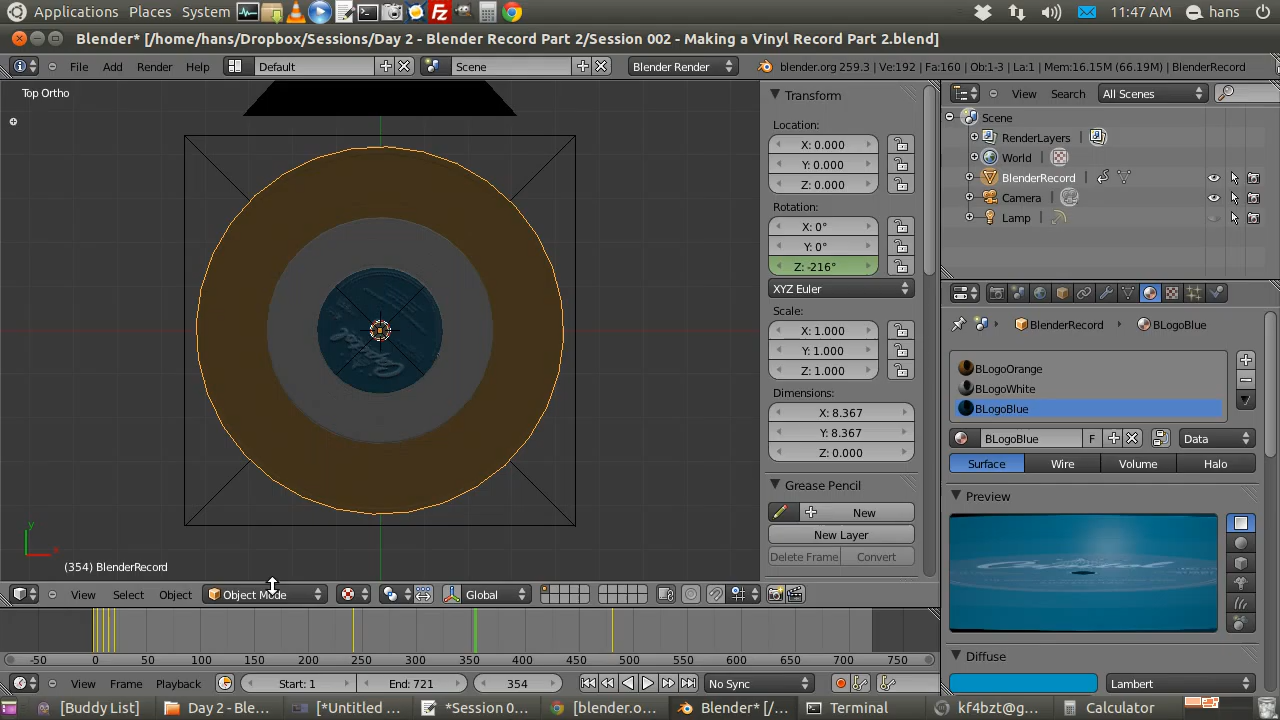 Applications Places System 11:47 AM hans
Blender* [/home/hans/Dropbox/Sessions/Day 2 - Blender Record Part 2/Session 002 - Making a Vinyl Record Part 2.blend]
File Add Render Help Default Scene Blender Render blender.org 259.3 | Ve:192 | Fa:160 | Ob:1-3 | La:1 | Mem:16.15M (66.19M) | BlenderRecord
Top Ortho
Transform
Location:
X: 0.000
Y: 0.000
Z: 0.000
Rotation:
X: 0°
Y: 0°
Z: -216°
XYZ Euler
Scale:
X: 1.000
Y: 1.000
Z: 1.000
Dimensions:
X: 8.367
Y: 8.367
Z: 0.000
Grease Pencil
New
New Layer
Delete Frame Convert
Capitol
(354) BlenderRecord
View Select Object Object Mode Global
-50 0 50 100 150 200 250 300 350 400 450 500 550 600 650 700 750
View Frame Playback Start: 1 End: 721 354 No Sync
View Search All Scenes
Scene
RenderLayers
World
BlenderRecord
Camera
Lamp
BlenderRecord BLogoBlue
BLogoOrange
BLogoWhite
BLogoBlue
BLogoBlue F Data
Surface Wire Volume Halo
Preview
Capitol
Diffuse
Lambert
[Buddy List] Day 2 - Ble... [*Untitled ... *Session 0... [blender.o... Blender* [/... Terminal kf4bzt@g... Calculator